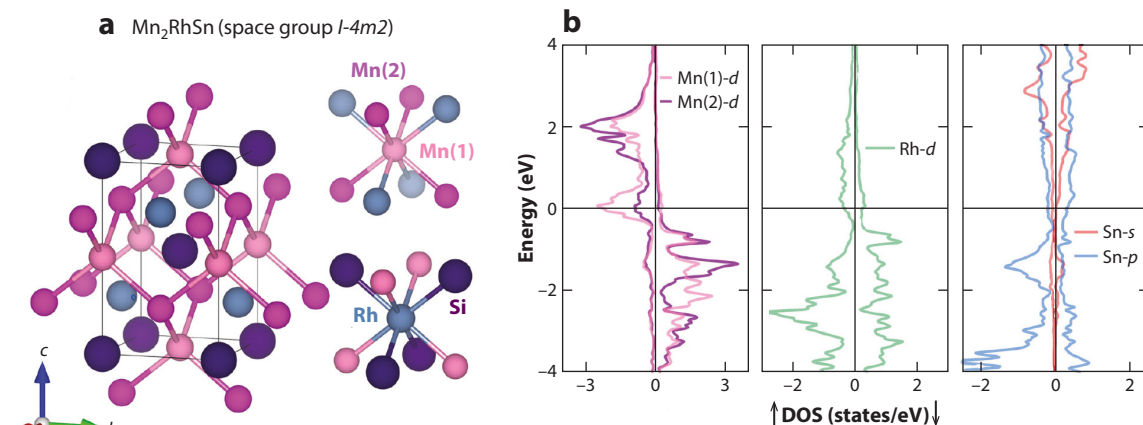 a Mn₂RhSn (space group I-4m2)
Mn(2)
Mn(1)
Rh
Si
c
b
Energy (eV)
4
2
0
−2
−4
Mn(1)-d
Mn(2)-d
Rh-d
Sn-s
Sn-p
−3 0 3
−2 0 2
−2 0 2
↑DOS (states/eV)↓